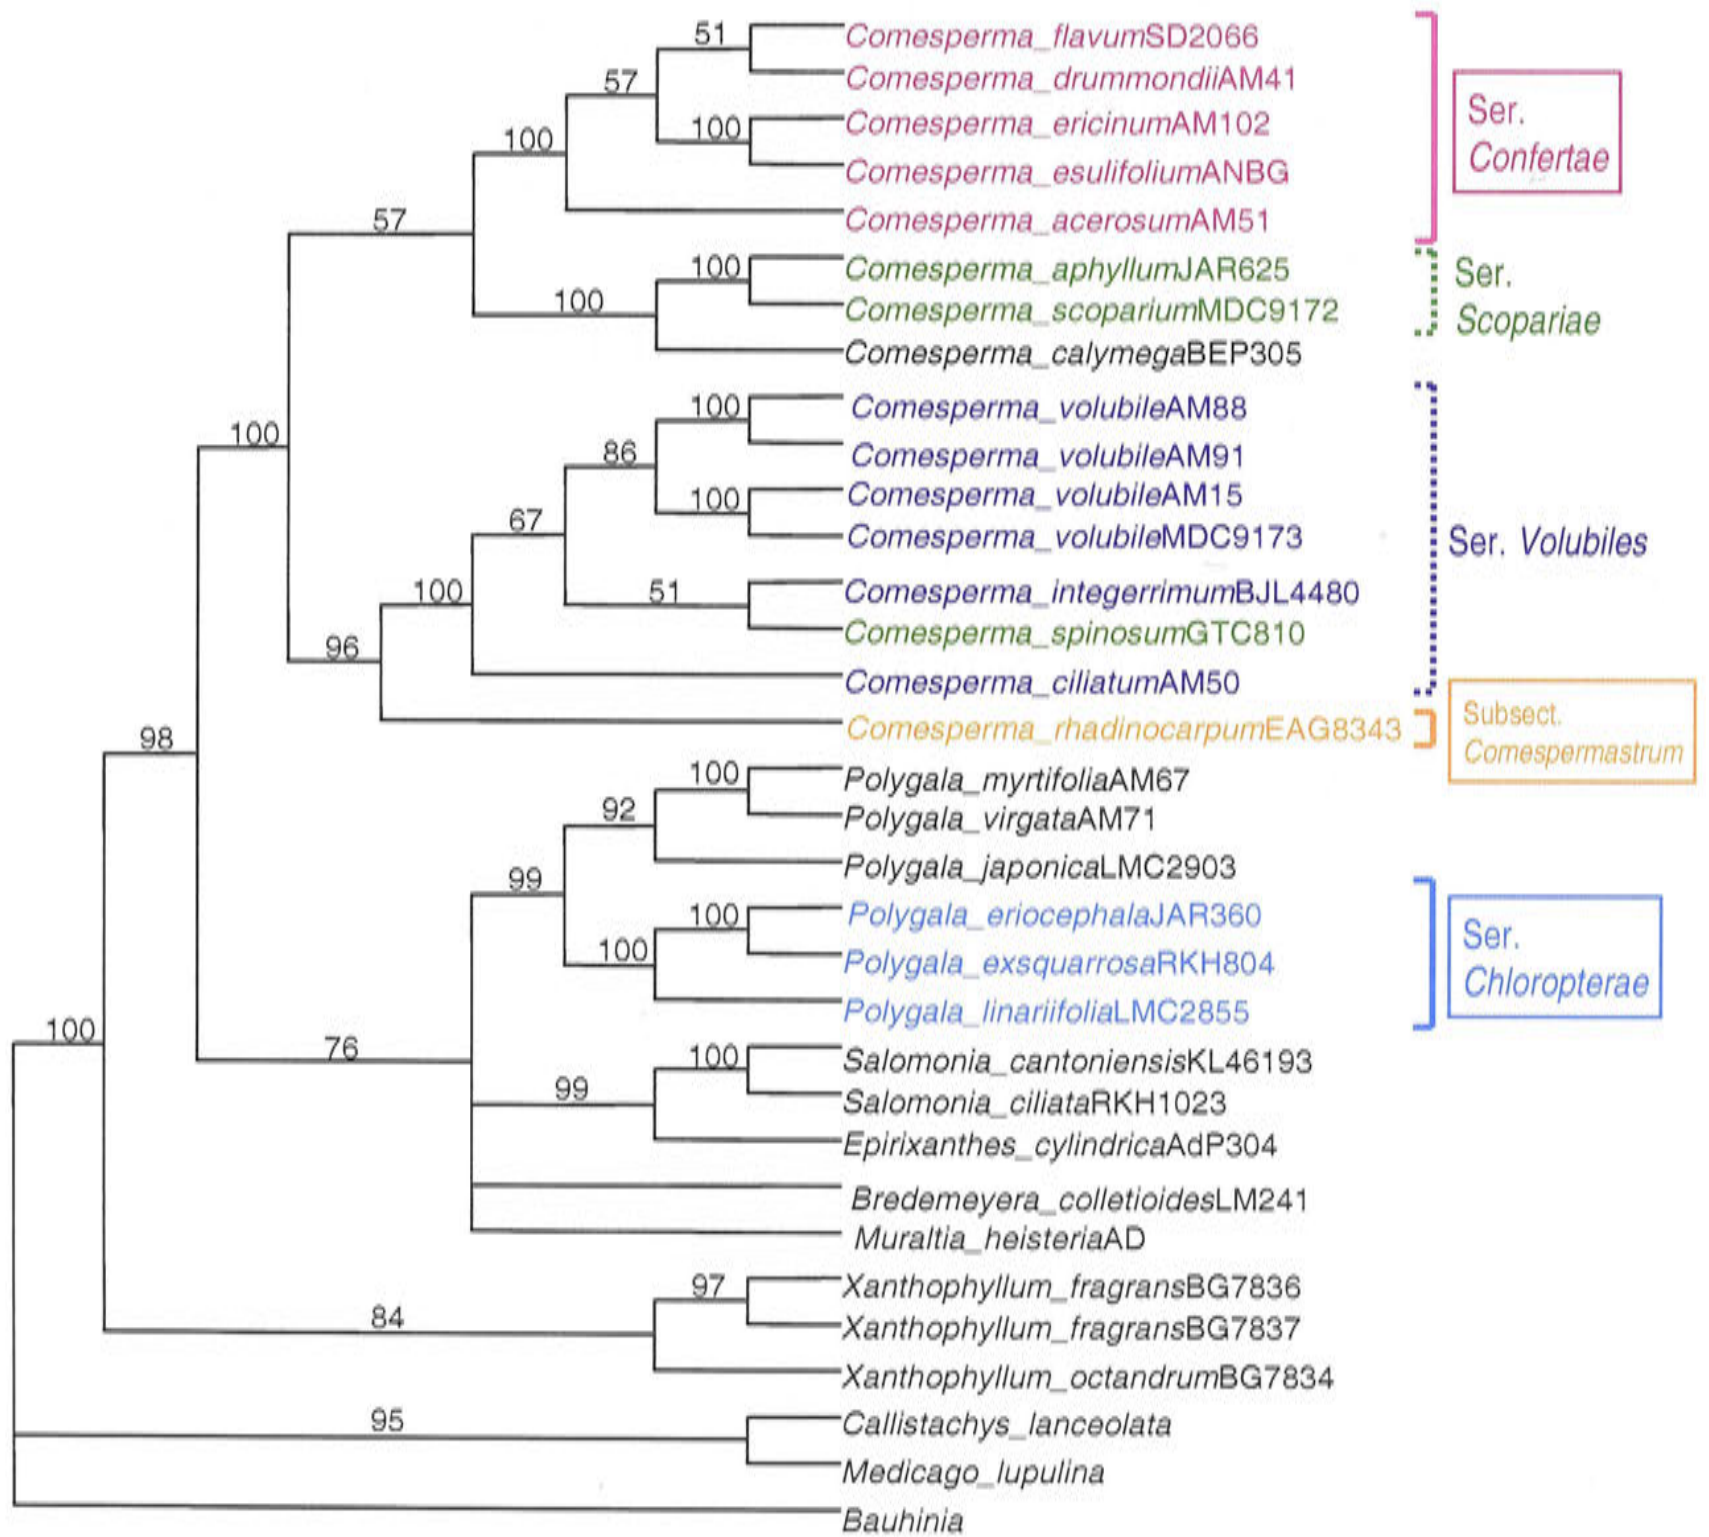 51
Comesperma_flavumSD2066
57
Comesperma_drummondiiAM41
100
100
Comesperma_ericinumAM102
Comesperma_esulifoliumANBG
Ser.
Confertae
57
Comesperma_acerosumAM51
100
Comesperma_aphyllumJAR625
100
Comesperma_scopariumMDC9172
Ser.
Scopariae
Comesperma_calymegaBEP305
100
100
Comesperma_volubileAM88
86
Comesperma_volubileAM91
100
Comesperma_volubileAM15
67
Comesperma_volubileMDC9173
Ser. Volubiles
100
51
Comesperma_integerrimumBJL4480
96
Comesperma_spinosumGTC810
Comesperma_ciliatumAM50
98
Comesperma_rhadinocarpumEAG8343
Subsect.
Comespermastrum
100
Polygala_myrtifoliaAM67
92
Polygala_virgataAM71
99
Polygala_japonicaLMC2903
100
Polygala_eriocephalaJAR360
100
Polygala_exsquarrosaRKH804
Ser.
Chloropterae
Polygala_linariifoliaLMC2855
100
76
100
Salomonia_cantoniensisKL46193
99
Salomonia_ciliataRKH1023
Epirixanthes_cylindricaAdP304
Bredemeyera_colletioidesLM241
Muraltia_heisteriaAD
97
Xanthophyllum_fragransBG7836
84
Xanthophyllum_fragransBG7837
Xanthophyllum_octandrumBG7834
95
Callistachys_lanceolata
Medicago_lupulina
Bauhinia